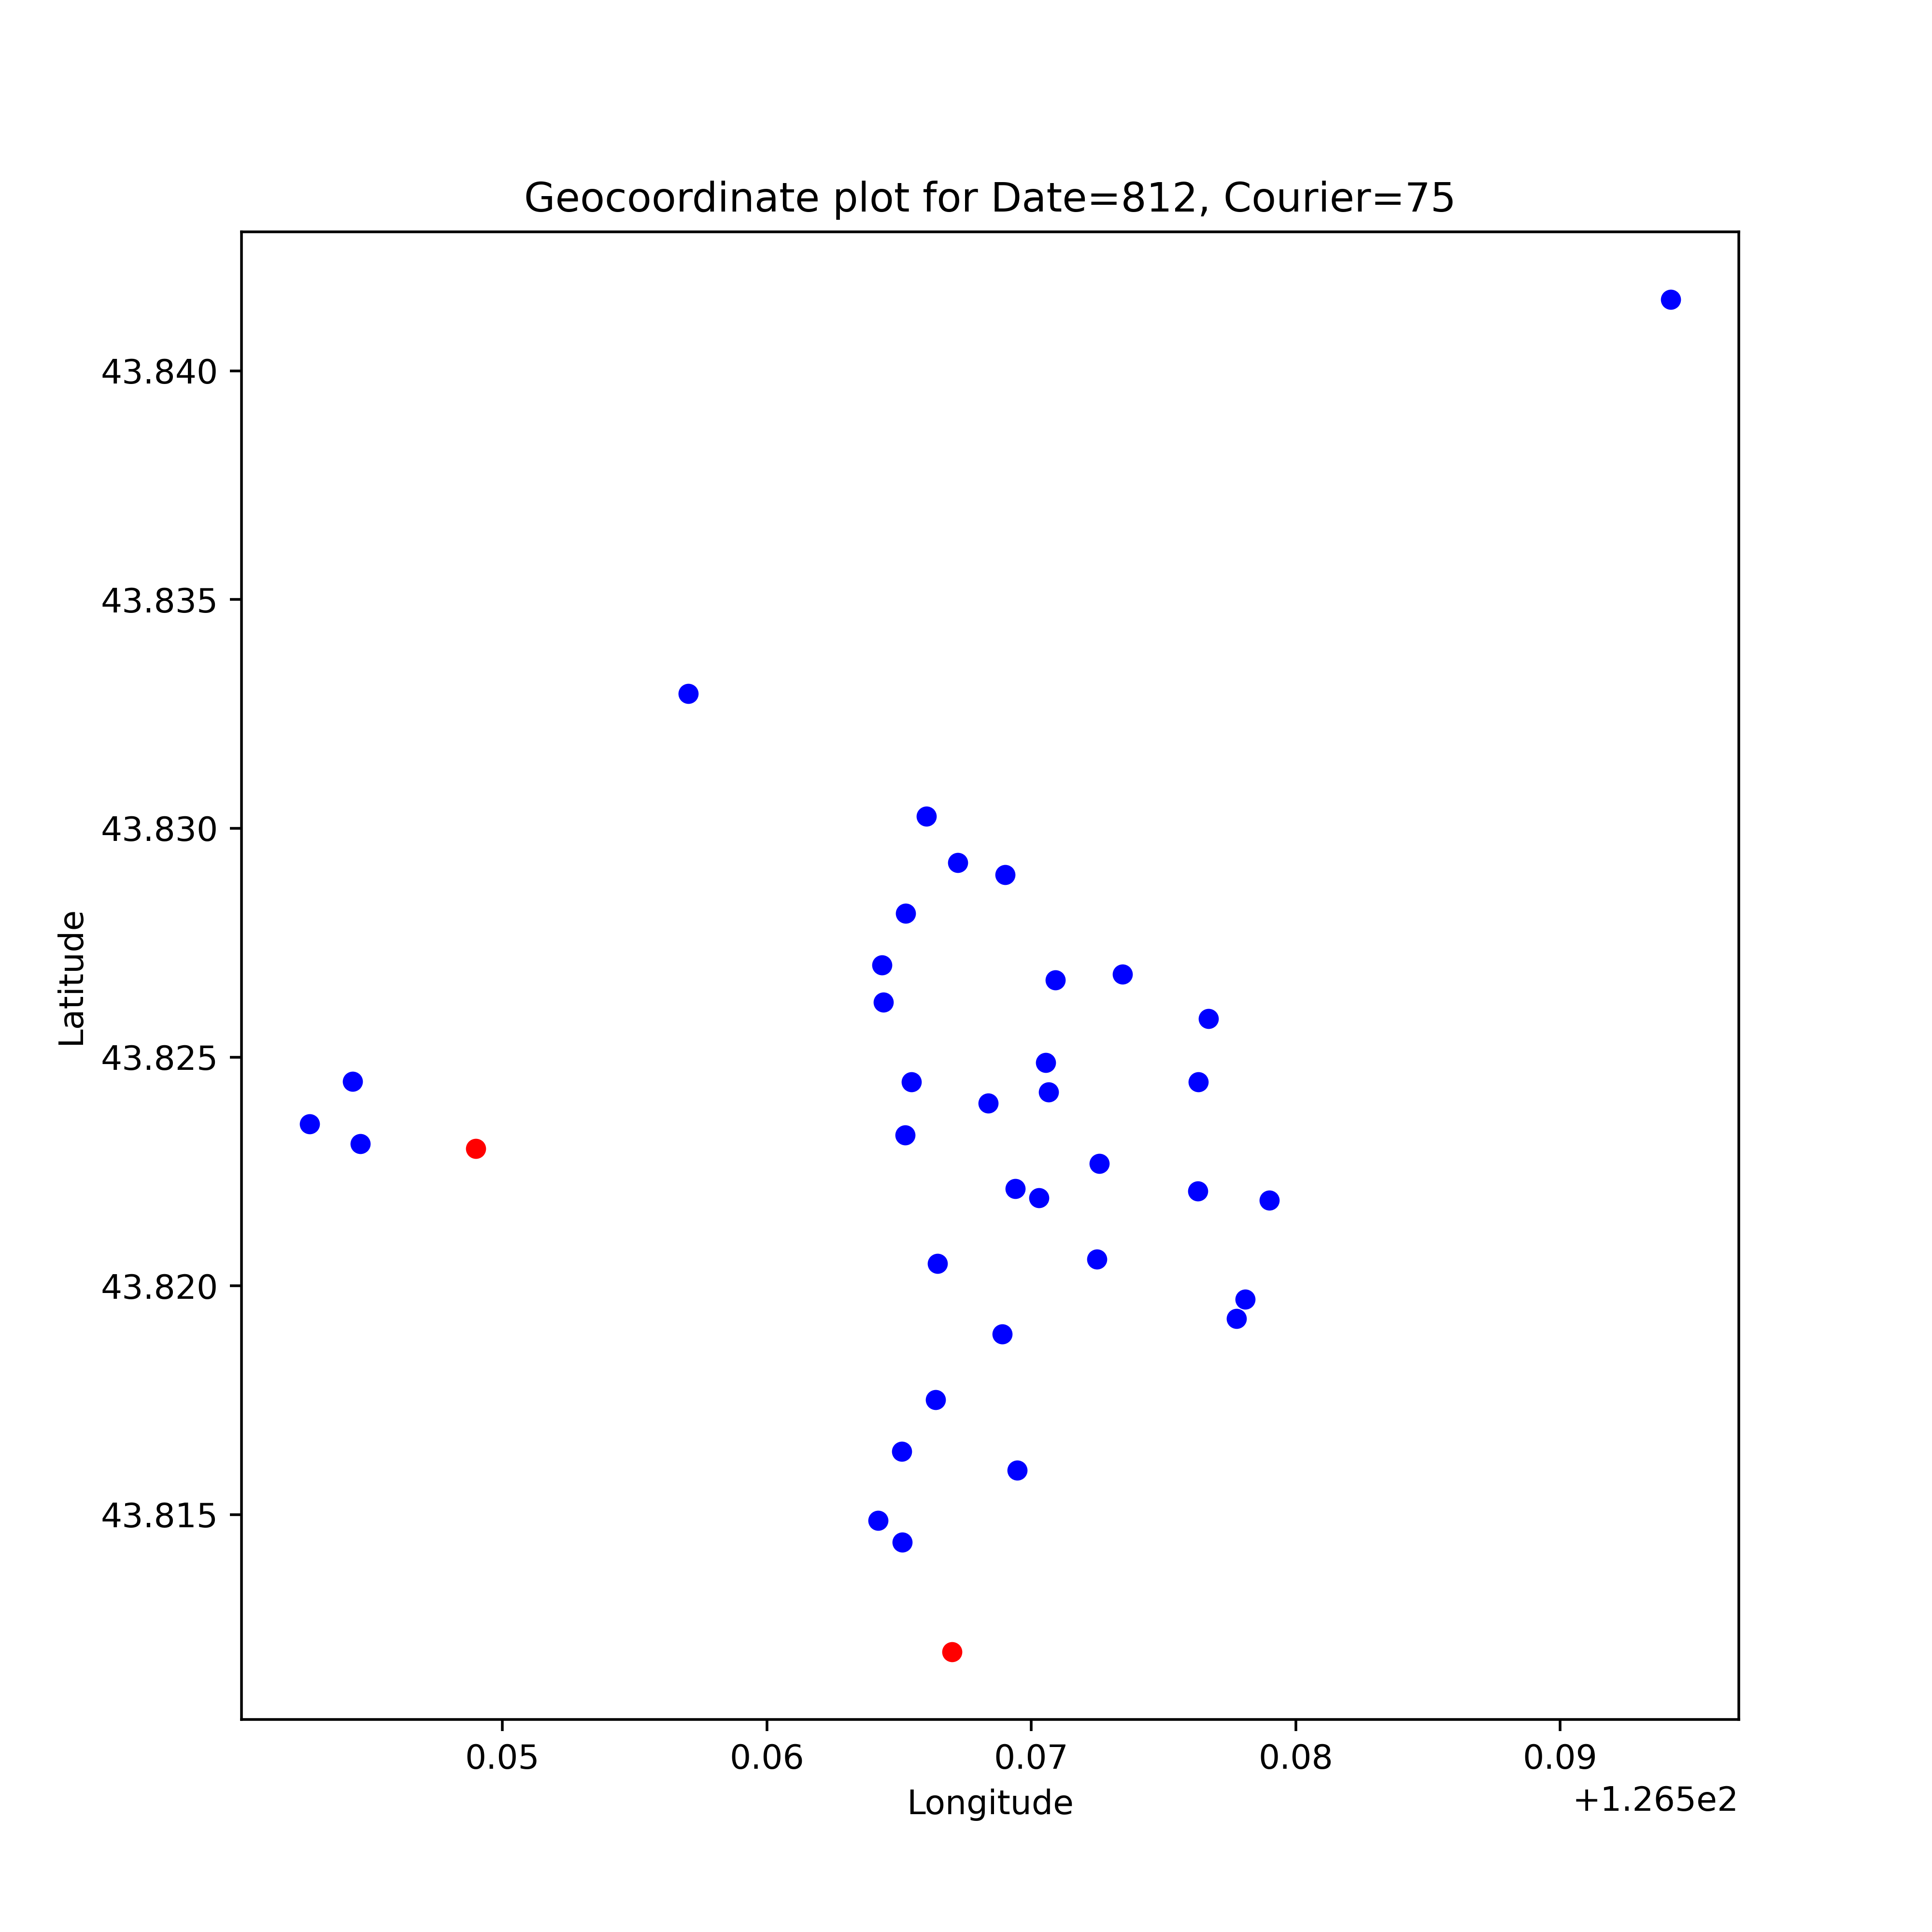 Geocoordinate plot for Date=812, Courier=75
43.840
43.835
43.830
43.825
43.820
43.815
Latitude
0.05 0.06 0.07 0.08 0.09
+1.265e2
Longitude